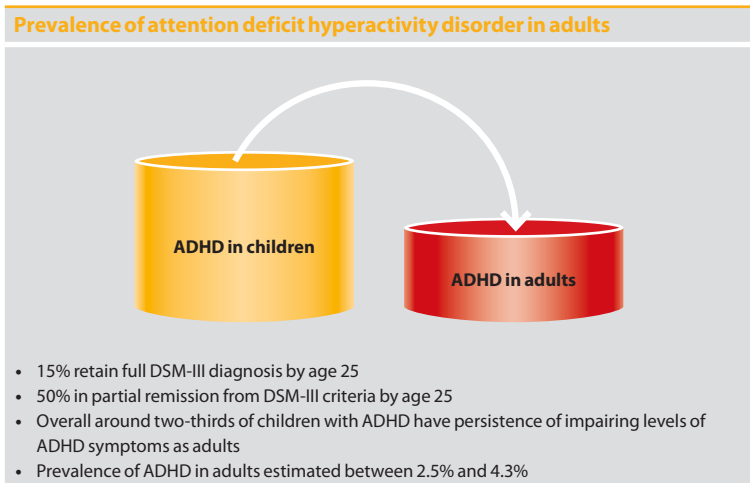 Prevalence of attention deficit hyperactivity disorder in adults
ADHD in children
ADHD in adults
• 15% retain full DSM-III diagnosis by age 25
• 50% in partial remission from DSM-III criteria by age 25
• Overall around two-thirds of children with ADHD have persistence of impairing levels of
ADHD symptoms as adults
• Prevalence of ADHD in adults estimated between 2.5% and 4.3%